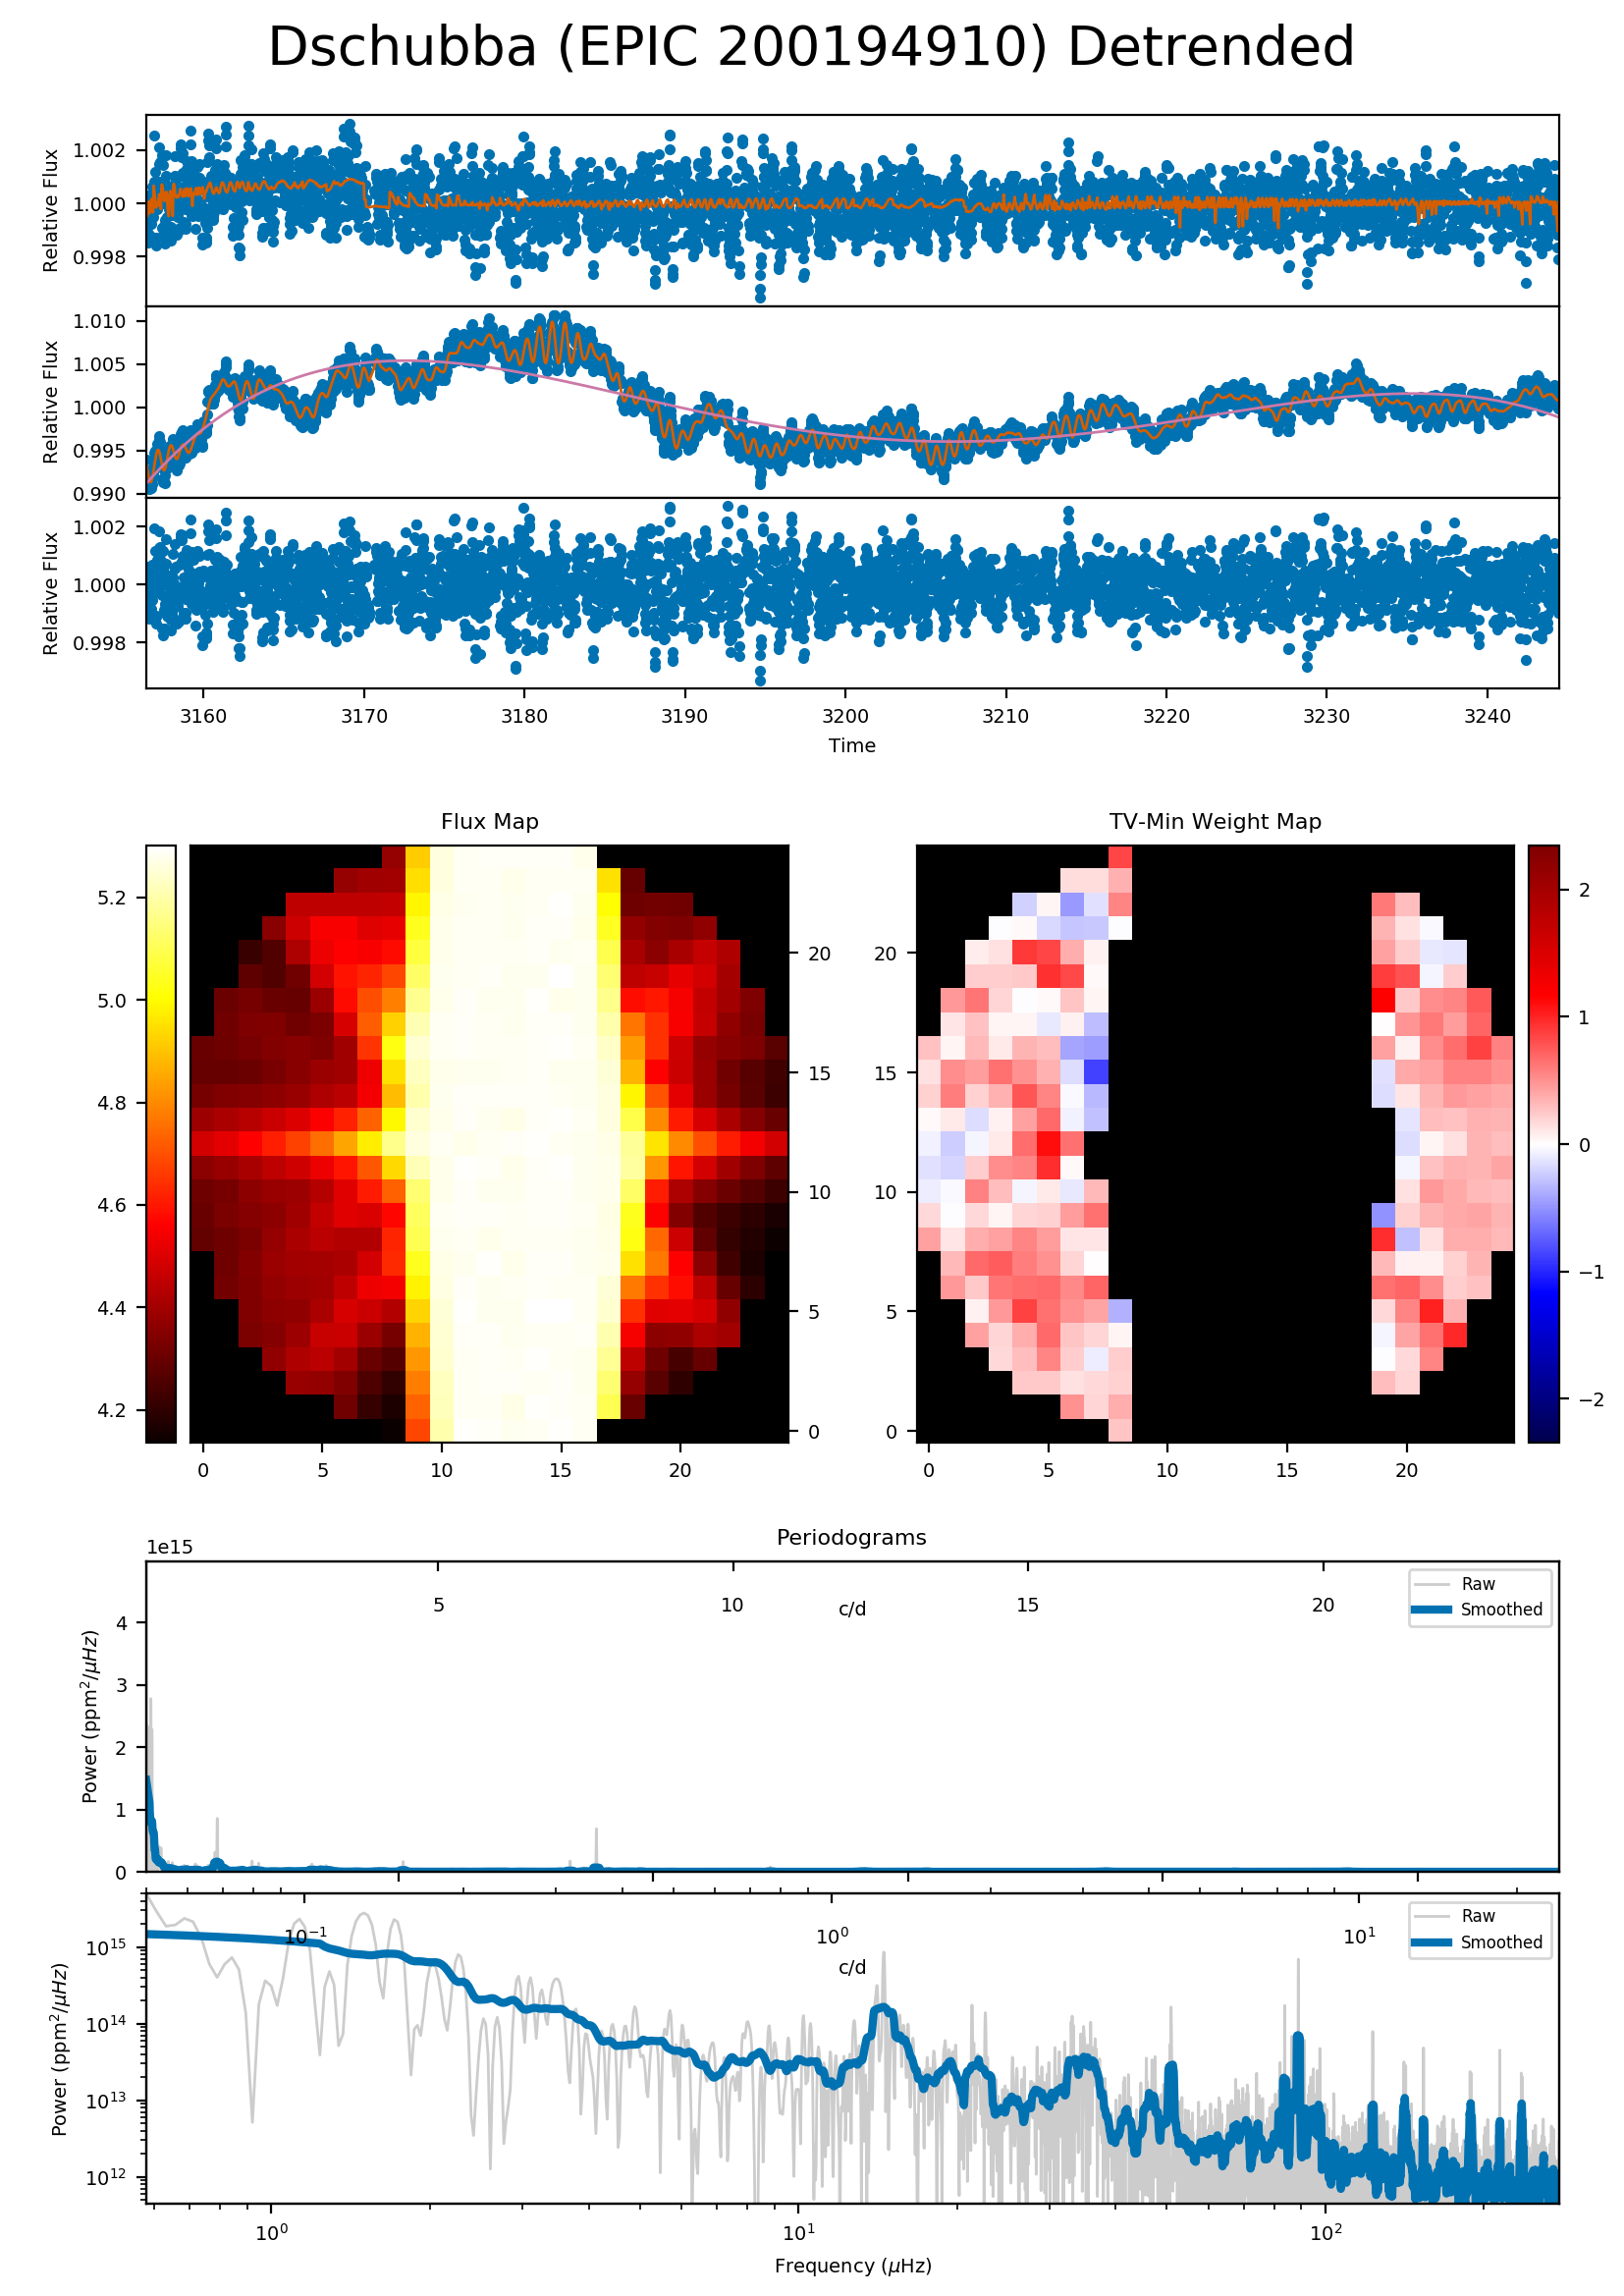 Dschubba (EPIC 200194910) Detrended
Relative Flux
1.002
1.000
0.998
Relative Flux
1.010
1.005
1.000
0.995
0.990
Relative Flux
1.002
1.000
0.998
3160 3170 3180 3190 3200 3210 3220 3230 3240
Time
Flux Map
5.2
5.0
4.8
4.6
4.4
4.2
20
15
10
5
0
0 5 10 15 20
TV-Min Weight Map
20
15
10
5
0
0 5 10 15 20
2
1
0
−1
−2
Periodograms
1e15
5 10 15 20
c/d
Raw
Smoothed
Power (ppm²/μHz)
4
3
2
1
0
10⁻¹ 10⁰ 10¹
c/d
Raw
Smoothed
Power (ppm²/μHz)
10¹⁵
10¹⁴
10¹³
10¹²
10⁰ 10¹ 10²
Frequency (μHz)